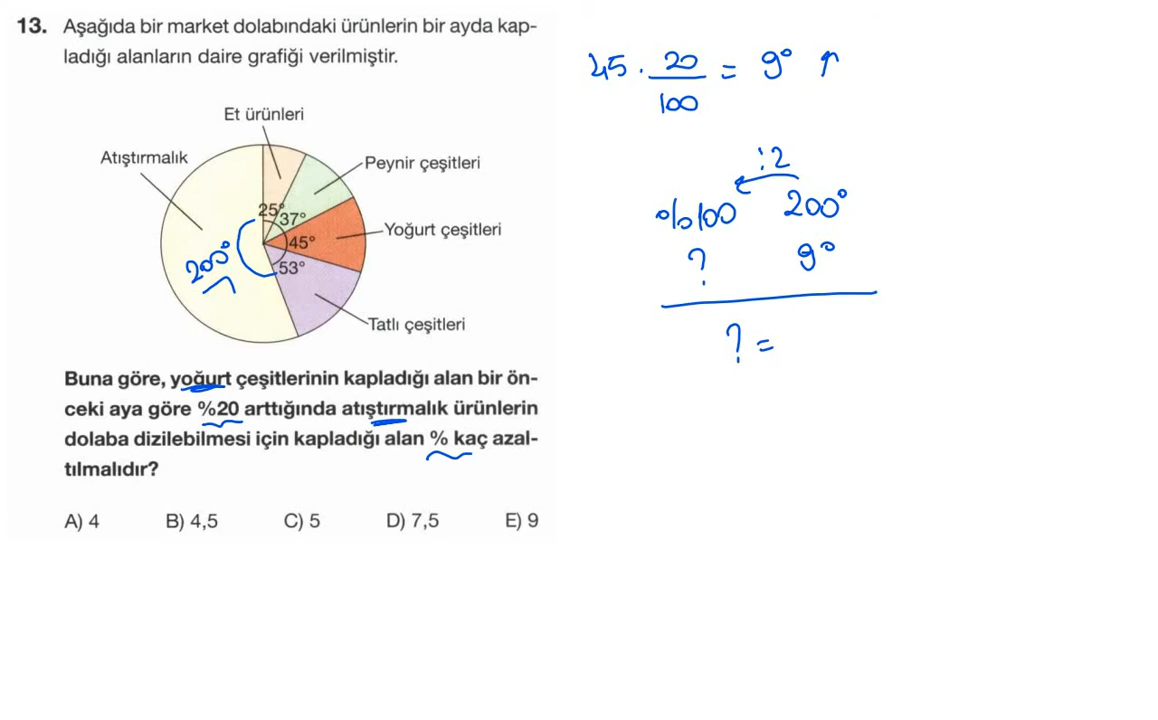 13. Aşağıda bir market dolabındaki ürünlerin bir ayda kap-
ladığı alanların daire grafiği verilmiştir.
Et ürünleri
Atıştırmalık
Peynir çeşitleri
25°
37°
Yoğurt çeşitleri
45°
200°
53°
Tatlı çeşitleri
Buna göre, yoğurt çeşitlerinin kapladığı alan bir ön-
ceki aya göre %20 arttığında atıştırmalık ürünlerin
dolaba dizilebilmesi için kapladığı alan % kaç azal-
tılmalıdır?
A) 4 B) 4,5 C) 5 D) 7,5 E) 9
45 . 20/100 = 9° ↑
:2
%100 200°
? 9°
? =